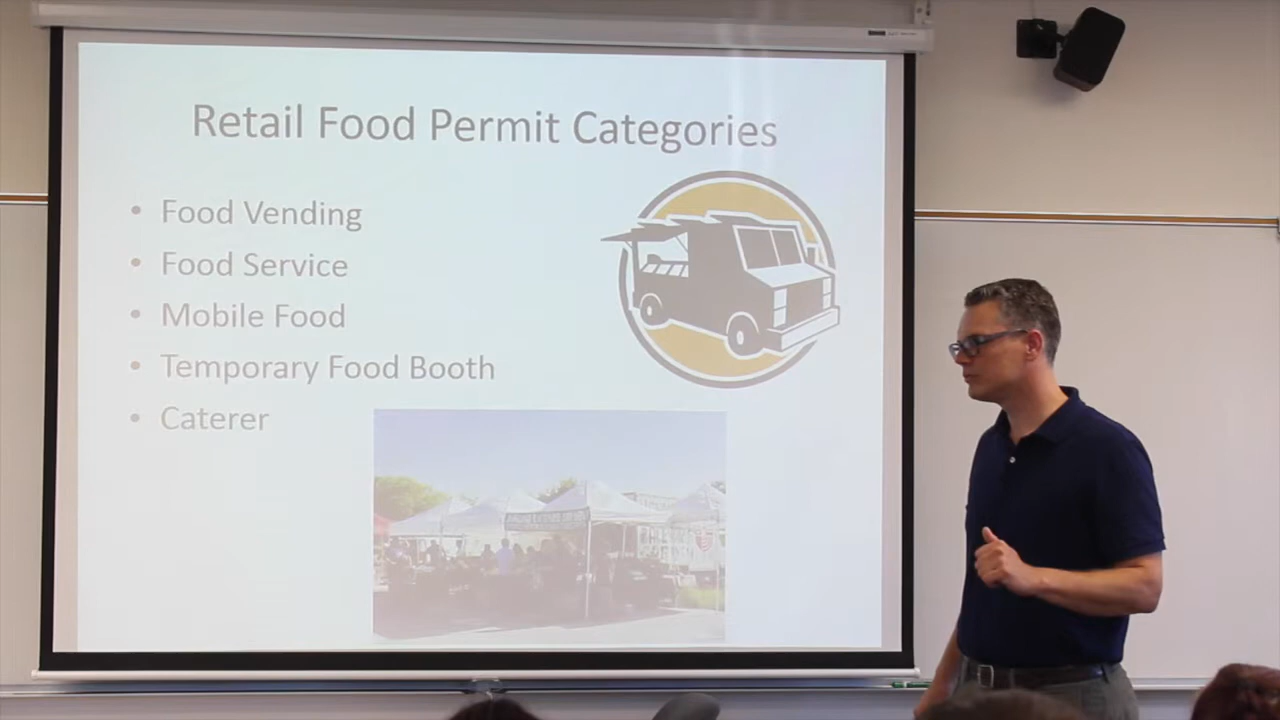 Retail Food Permit Categories
• Food Vending
• Food Service
• Mobile Food
• Temporary Food Booth
• Caterer